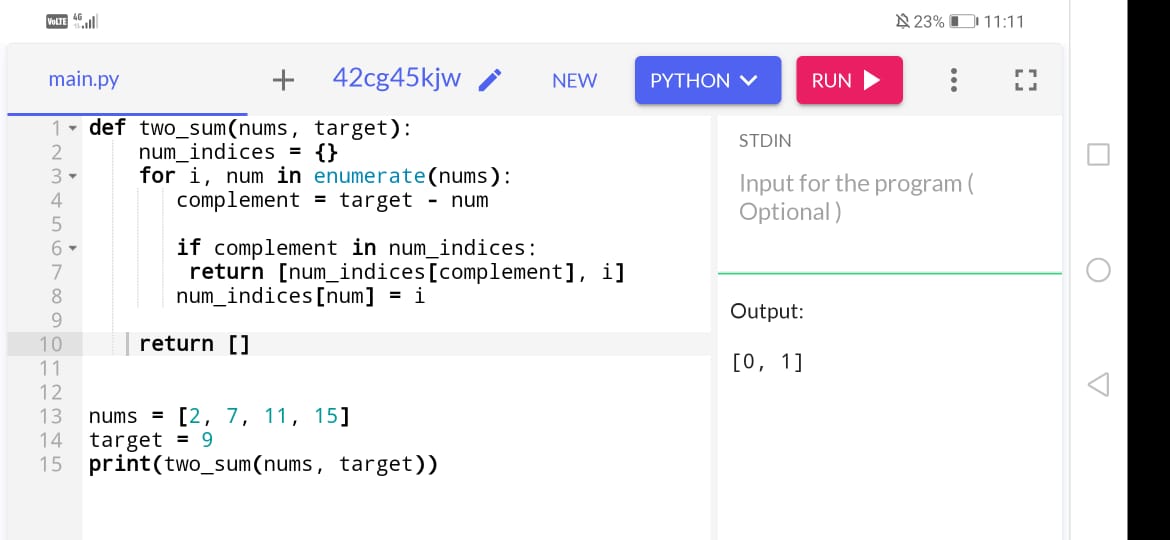 VoLTE 4G 23% 11:11
main.py + 42cg45kjw NEW PYTHON RUN
1 def two_sum(nums, target):
2     num_indices = {}
3     for i, num in enumerate(nums):
4        complement = target - num
5
6        if complement in num_indices:
7         return [num_indices[complement], i]
8        num_indices[num] = i
9
10     return []
11
12
13 nums = [2, 7, 11, 15]
14 target = 9
15 print(two_sum(nums, target))
STDIN
Input for the program (
Optional )
Output:
[0, 1]